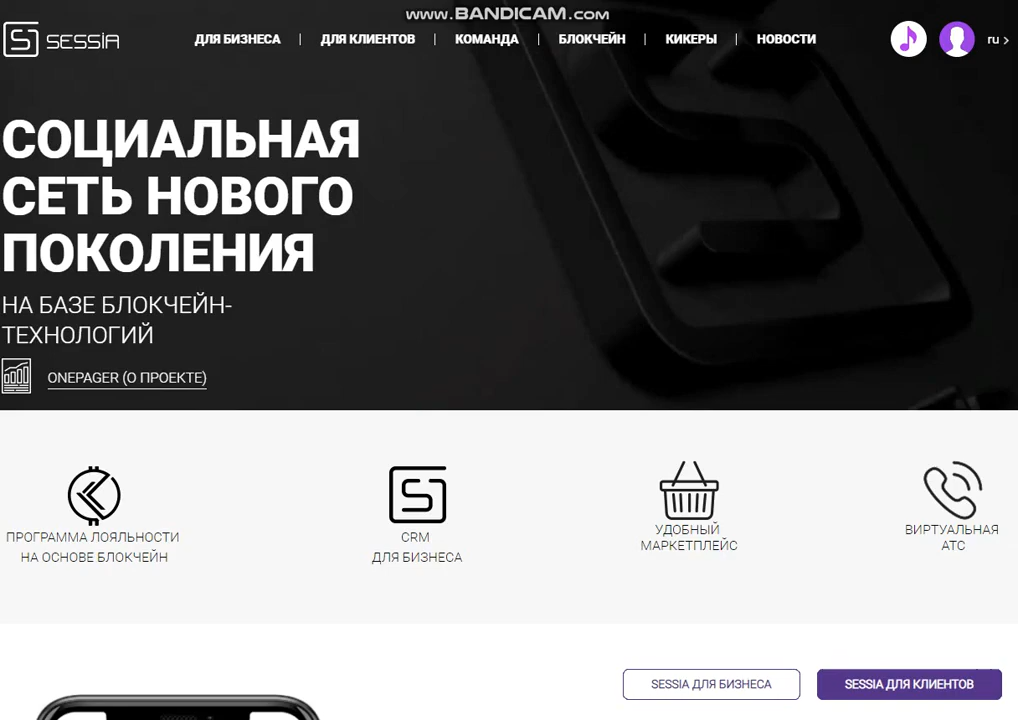 www.BANDICAM.com
SESSIA
ДЛЯ БИЗНЕСА | ДЛЯ КЛИЕНТОВ | КОМАНДА | БЛОКЧЕЙН | КИКЕРЫ | НОВОСТИ
ru >
СОЦИАЛЬНАЯ
СЕТЬ НОВОГО
ПОКОЛЕНИЯ
НА БАЗЕ БЛОКЧЕЙН-
ТЕХНОЛОГИЙ
ONEPAGER (О ПРОЕКТЕ)
ПРОГРАММА ЛОЯЛЬНОСТИ
НА ОСНОВЕ БЛОКЧЕЙН
CRM
ДЛЯ БИЗНЕСА
УДОБНЫЙ
МАРКЕТПЛЕЙС
ВИРТУАЛЬНАЯ
АТС
SESSIA ДЛЯ БИЗНЕСА
SESSIA ДЛЯ КЛИЕНТОВ